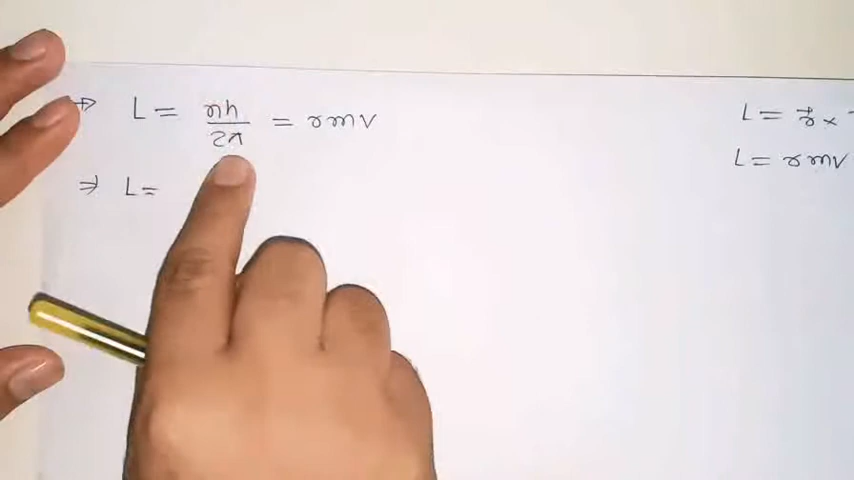 ⇒ L = nh/2π = rmv
⇒ L =
L = r⃗ ×
L = rmv